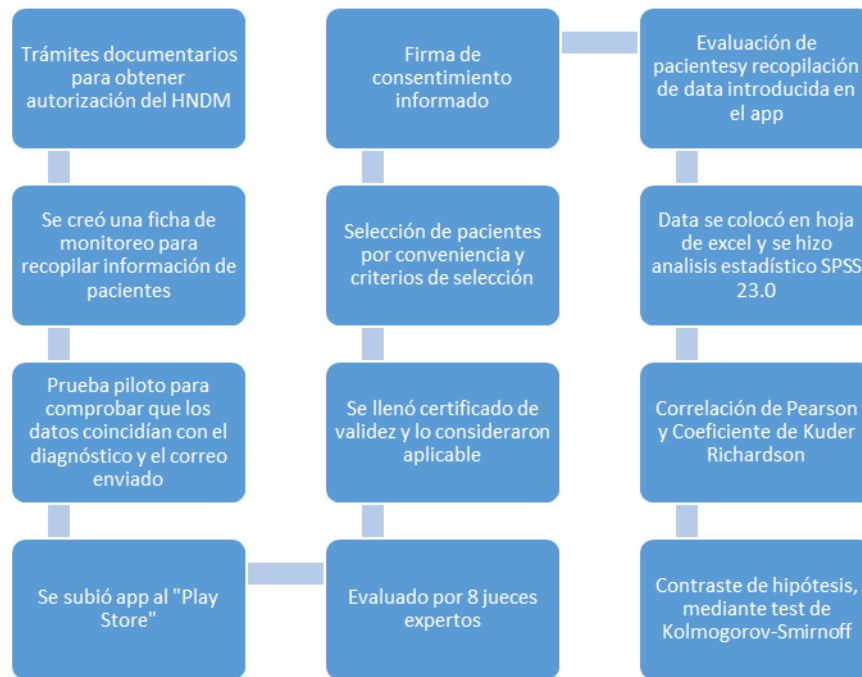 Trámites documentarios
para obtener
autorización del HNDM
Se creó una ficha de
monitoreo para
recopilar información de
pacientes
Prueba piloto para
comprobar que los
datos coincidían con el
diagnóstico y el correo
enviado
Se subió app al "Play
Store"
Evaluado por 8 jueces
expertos
Se llenó certificado de
validez y lo consideraron
aplicable
Selección de pacientes
por conveniencia y
criterios de selección
Firma de
consentimiento
informado
Evaluación de
pacientesy recopilación
de data introducida en
el app
Data se colocó en hoja
de excel y se hizo
analisis estadístico SPSS
23.0
Correlación de Pearson
y Coeficiente de Kuder
Richardson
Contraste de hipótesis,
mediante test de
Kolmogorov-Smirnoff